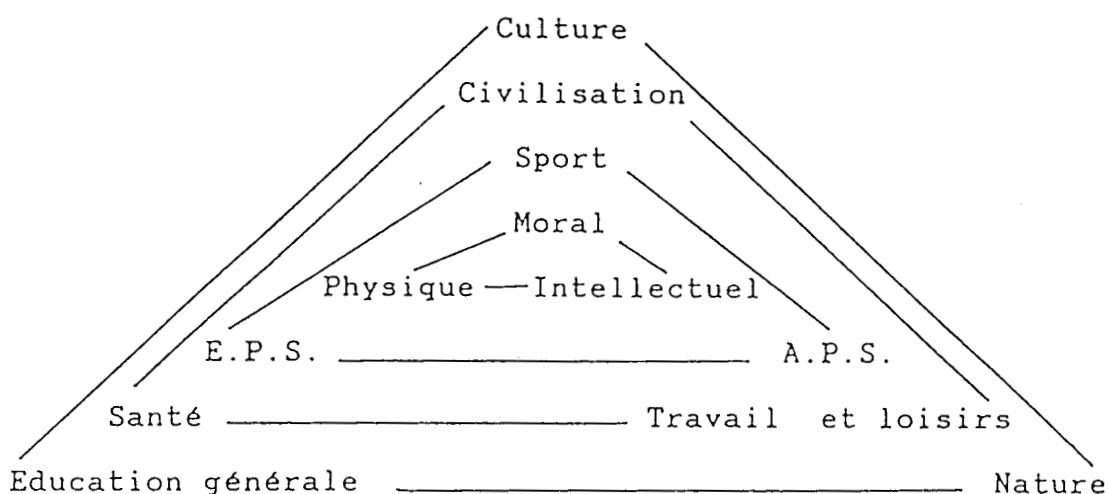 Culture
Civilisation
Sport
Moral
Physique Intellectuel
E.P.S. A.P.S.
Santé Travail et loisirs
Education générale Nature